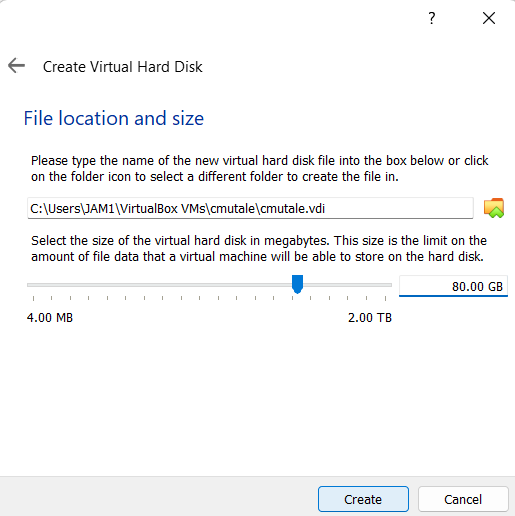 ?
Create Virtual Hard Disk
File location and size
Please type the name of the new virtual hard disk file into the box below or click
on the folder icon to select a different folder to create the file in.
C:\Users\JAM1\VirtualBox VMs\cmutale\cmutale.vdi
Select the size of the virtual hard disk in megabytes. This size is the limit on the
amount of file data that a virtual machine will be able to store on the hard disk.
80.00 GB
4.00 MB 2.00 TB
Create Cancel